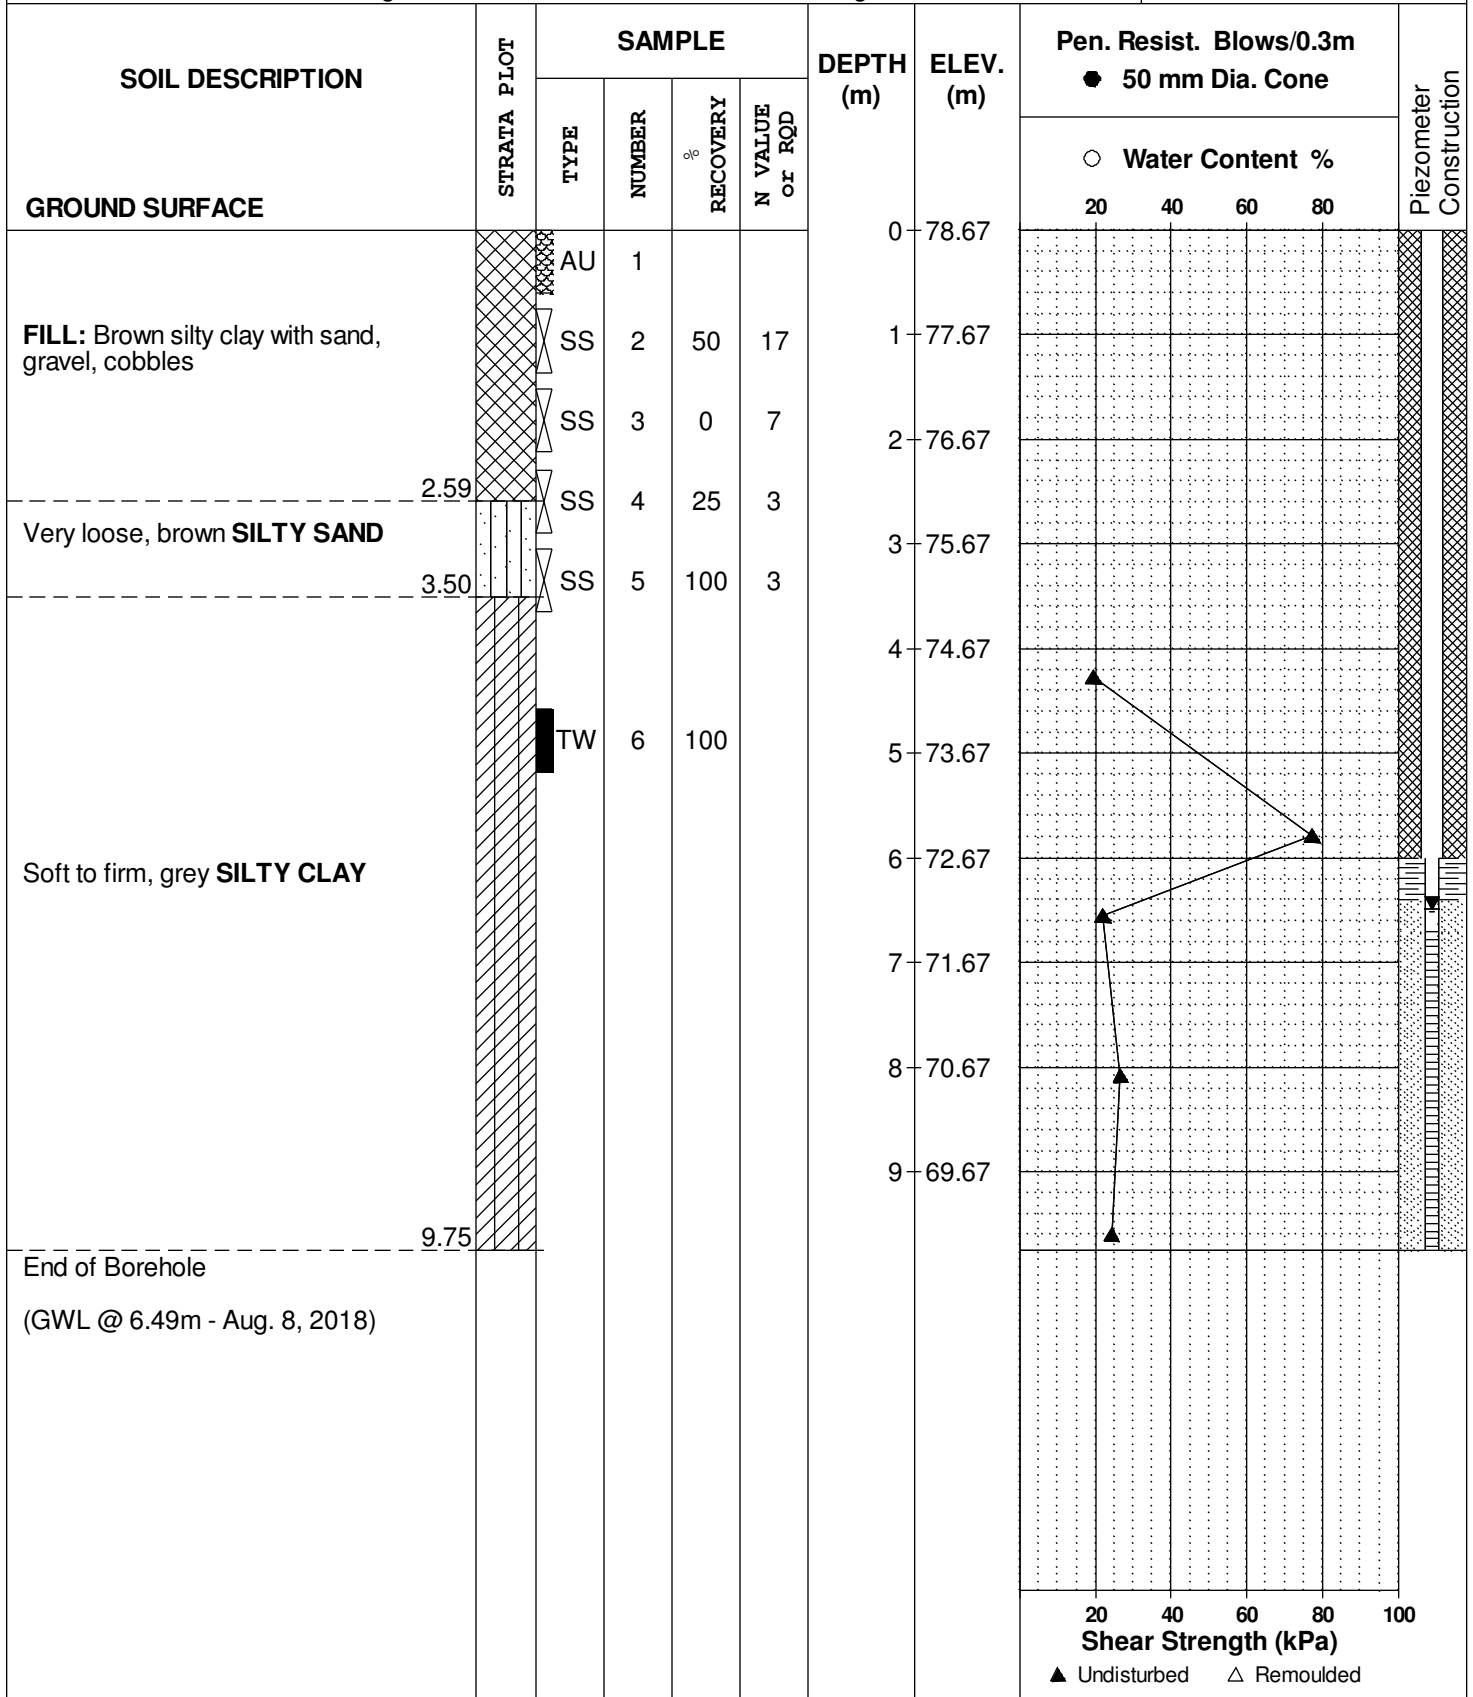 SOIL DESCRIPTION
GROUND SURFACE
STRATA PLOT
SAMPLE
TYPE
NUMBER
%
RECOVERY
N VALUE
or RQD
DEPTH
(m)
ELEV.
(m)
Pen. Resist. Blows/0.3m
50 mm Dia. Cone
Water Content %
20 40 60 80
Piezometer
Construction
0 78.67
AU 1
FILL: Brown silty clay with sand,
gravel, cobbles
SS 2 50 17
1 77.67
SS 3 0 7
2 76.67
2.59
SS 4 25 3
Very loose, brown SILTY SAND
3 75.67
3.50
SS 5 100 3
4 74.67
TW 6 100
5 73.67
Soft to firm, grey SILTY CLAY
6 72.67
7 71.67
8 70.67
9 69.67
9.75
End of Borehole
(GWL @ 6.49m - Aug. 8, 2018)
20 40 60 80 100
Shear Strength (kPa)
▲ Undisturbed △ Remoulded